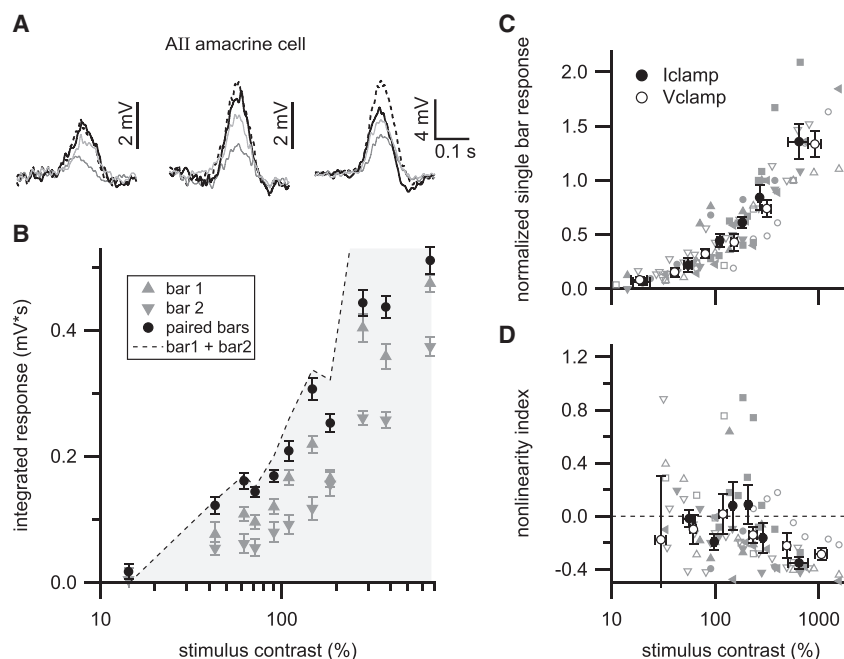 A
AII amacrine cell
2 mV
2 mV
4 mV
0.1 s
B
integrated response (mV*s)
0.4
0.2
0.0
bar 1
bar 2
paired bars
bar1 + bar2
10
100
stimulus contrast (%)
C
normalized single bar response
2.0
1.5
1.0
0.5
0.0
Iclamp
Vclamp
10
100
1000
D
nonlinearity index
1.2
0.8
0.4
0.0
-0.4
10
100
1000
stimulus contrast (%)